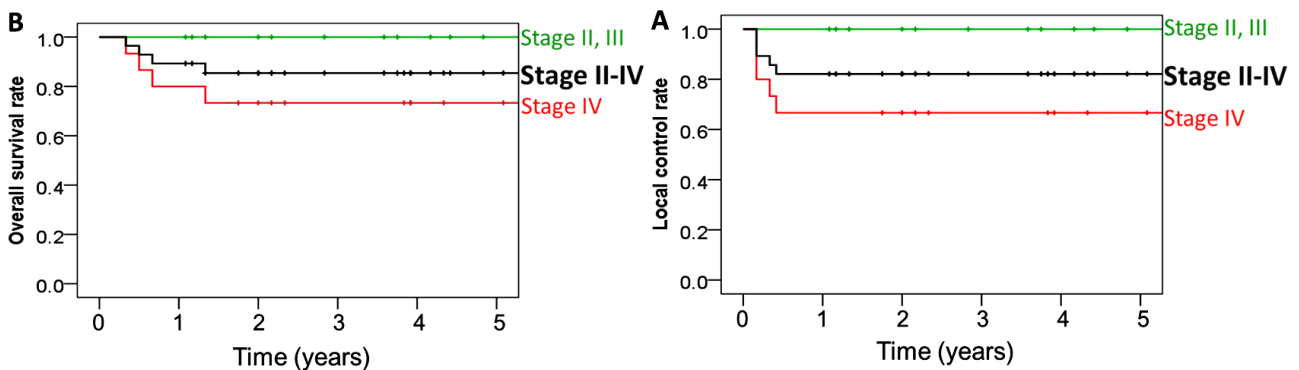 B
Overall survival rate
1.0
0.8
0.6
0.4
0.2
0.0
Stage II, III
Stage II-IV
Stage IV
0 1 2 3 4 5
Time (years)
A
Local control rate
1.0
0.8
0.6
0.4
0.2
0.0
Stage II, III
Stage II-IV
Stage IV
0 1 2 3 4 5
Time (years)